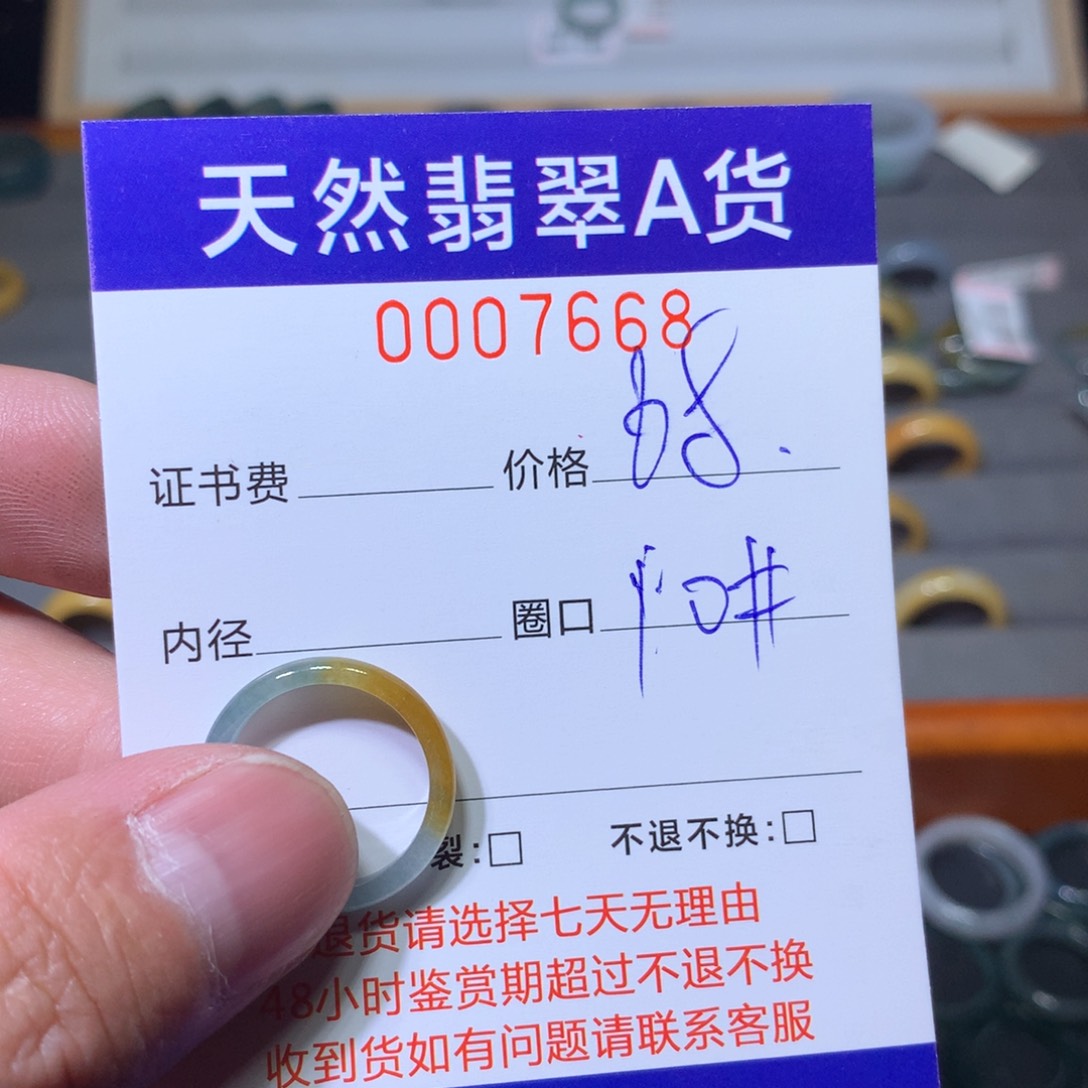 天然翡翠A货
0007668
证书费 价格 68.
内径 圈口
裂:□ 不退不换:□
退货请选择七天无理由
48小时鉴赏期超过不退不换
收到货如有问题请联系客服